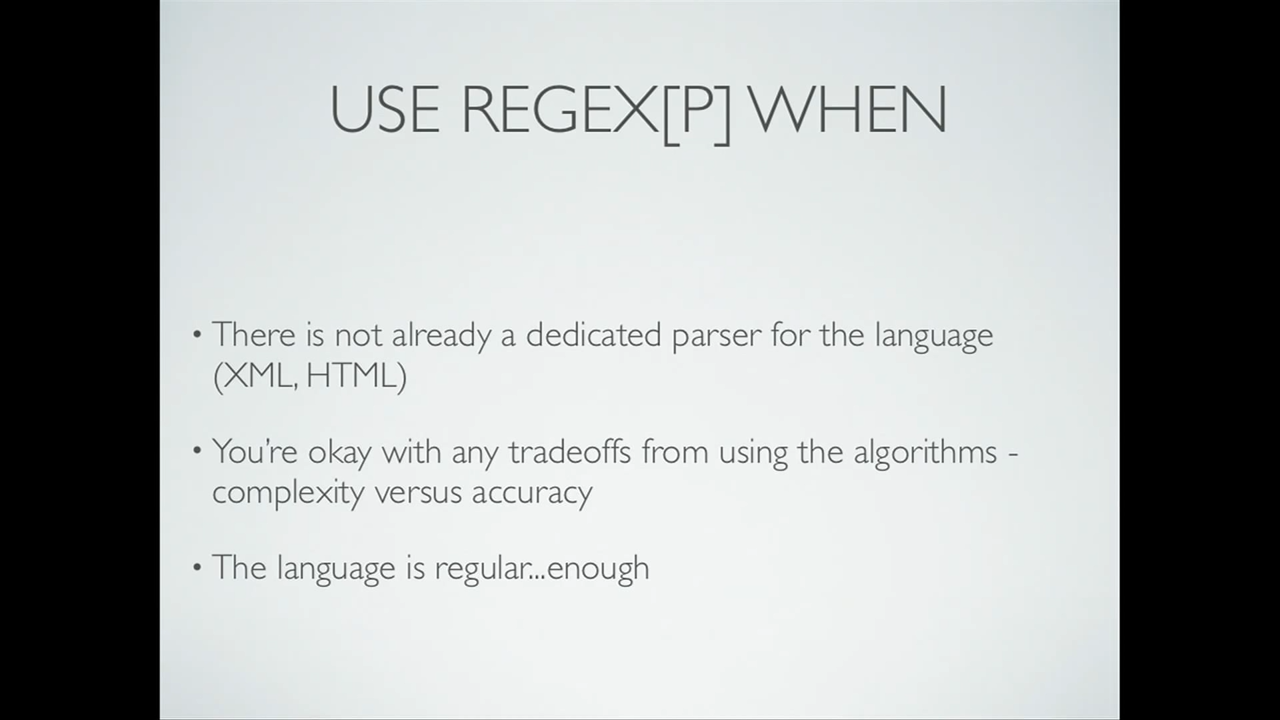 USE REGEX[P] WHEN
• There is not already a dedicated parser for the language
(XML, HTML)
• You're okay with any tradeoffs from using the algorithms -
complexity versus accuracy
• The language is regular...enough